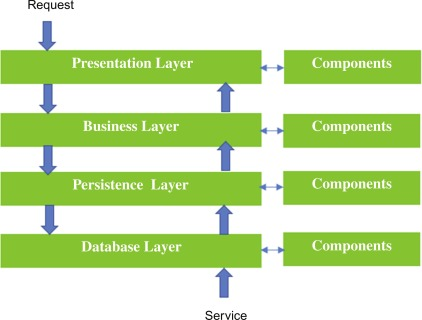 Request
Presentation Layer
Components
Business Layer
Components
Persistence  Layer
Components
Database Layer
Components
Service